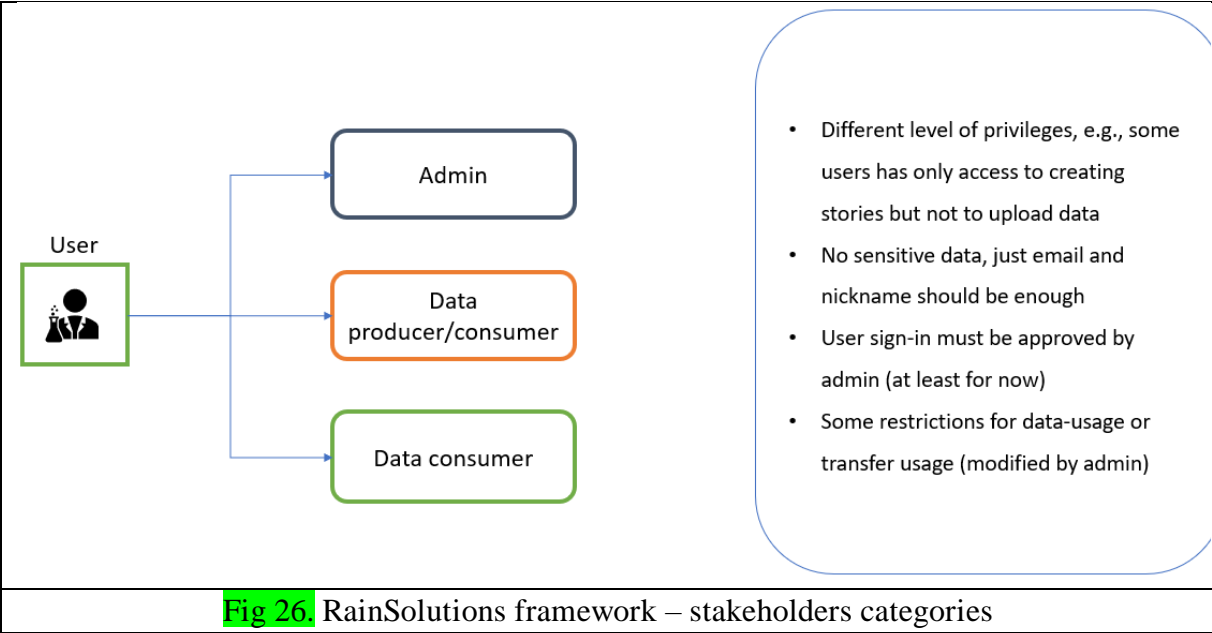 User
Admin
Data
producer/consumer
Data consumer
• Different level of privileges, e.g., some
users has only access to creating
stories but not to upload data
• No sensitive data, just email and
nickname should be enough
• User sign-in must be approved by
admin (at least for now)
• Some restrictions for data-usage or
transfer usage (modified by admin)
Fig 26. RainSolutions framework – stakeholders categories